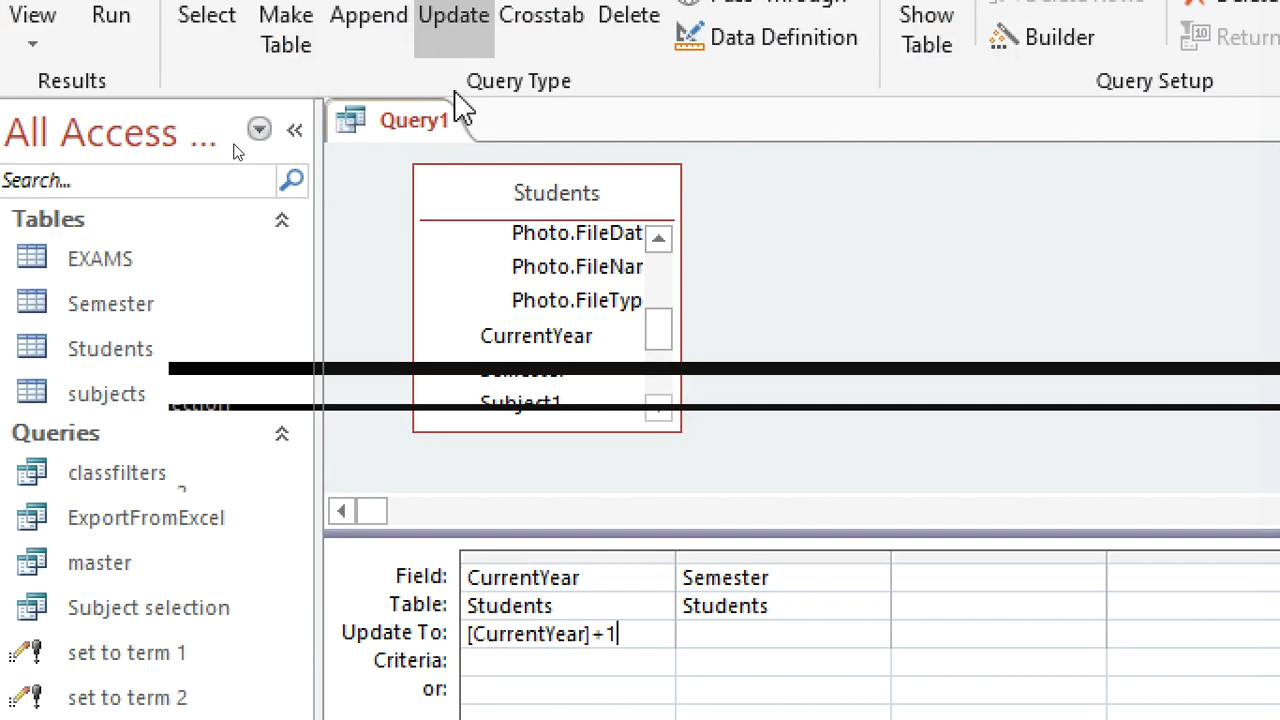 View
Run
Select
Make
Table
Append
Update
Crosstab
Delete
Data Definition
Show
Table
Builder
Return
Results
Query Type
Query Setup
All Access ...
Search...
Query1
Students
Photo.FileDat
Photo.FileNar
Photo.FileTyp
CurrentYear
Subject1
Tables
EXAMS
Semester
Students
subjects
Queries
classfilters
ExportFromExcel
master
Subject selection
set to term 1
set to term 2
Field: CurrentYear Semester
Table: Students Students
Update To: [CurrentYear]+1
Criteria:
or: